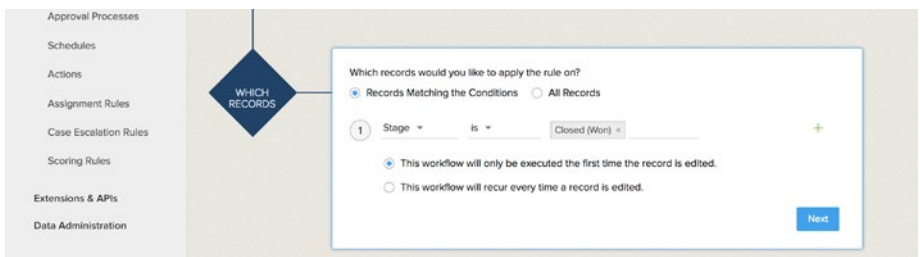 Approval Processes
Schedules
Actions
Assignment Rules
Case Escalation Rules
Scoring Rules
Extensions & APIs
Data Administration
WHICH
RECORDS
Which records would you like to apply the rule on?
Records Matching the Conditions All Records
1 Stage is Closed (Won) × +
This workflow will only be executed the first time the record is edited.
This workflow will recur every time a record is edited.
Next